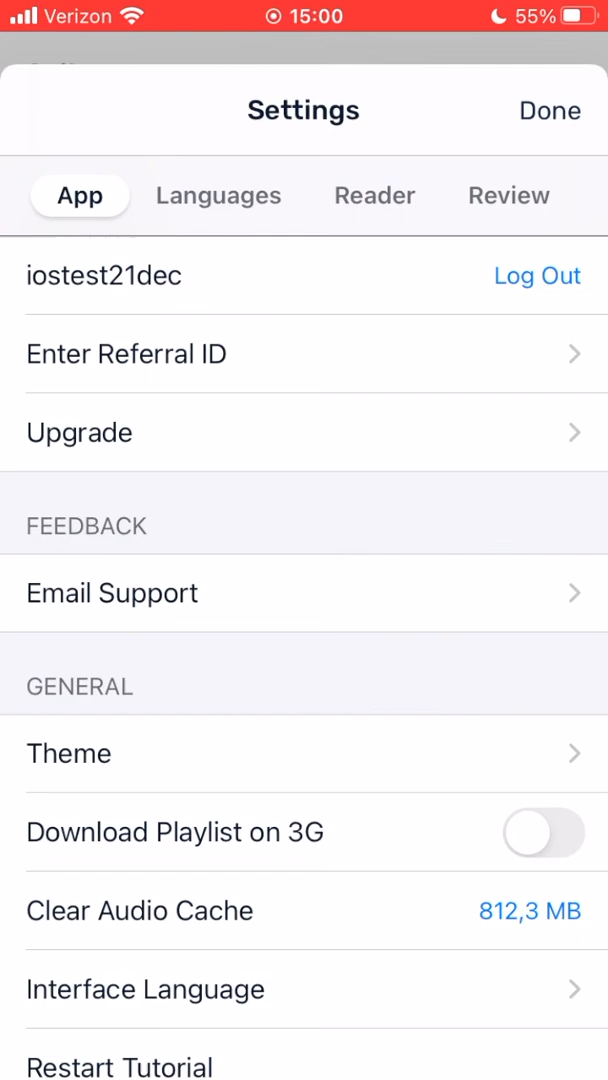 Verizon 15:00 55%
Settings Done
App Languages Reader Review
iostest21dec Log Out
Enter Referral ID
Upgrade
FEEDBACK
Email Support
GENERAL
Theme
Download Playlist on 3G
Clear Audio Cache 812,3 MB
Interface Language
Restart Tutorial